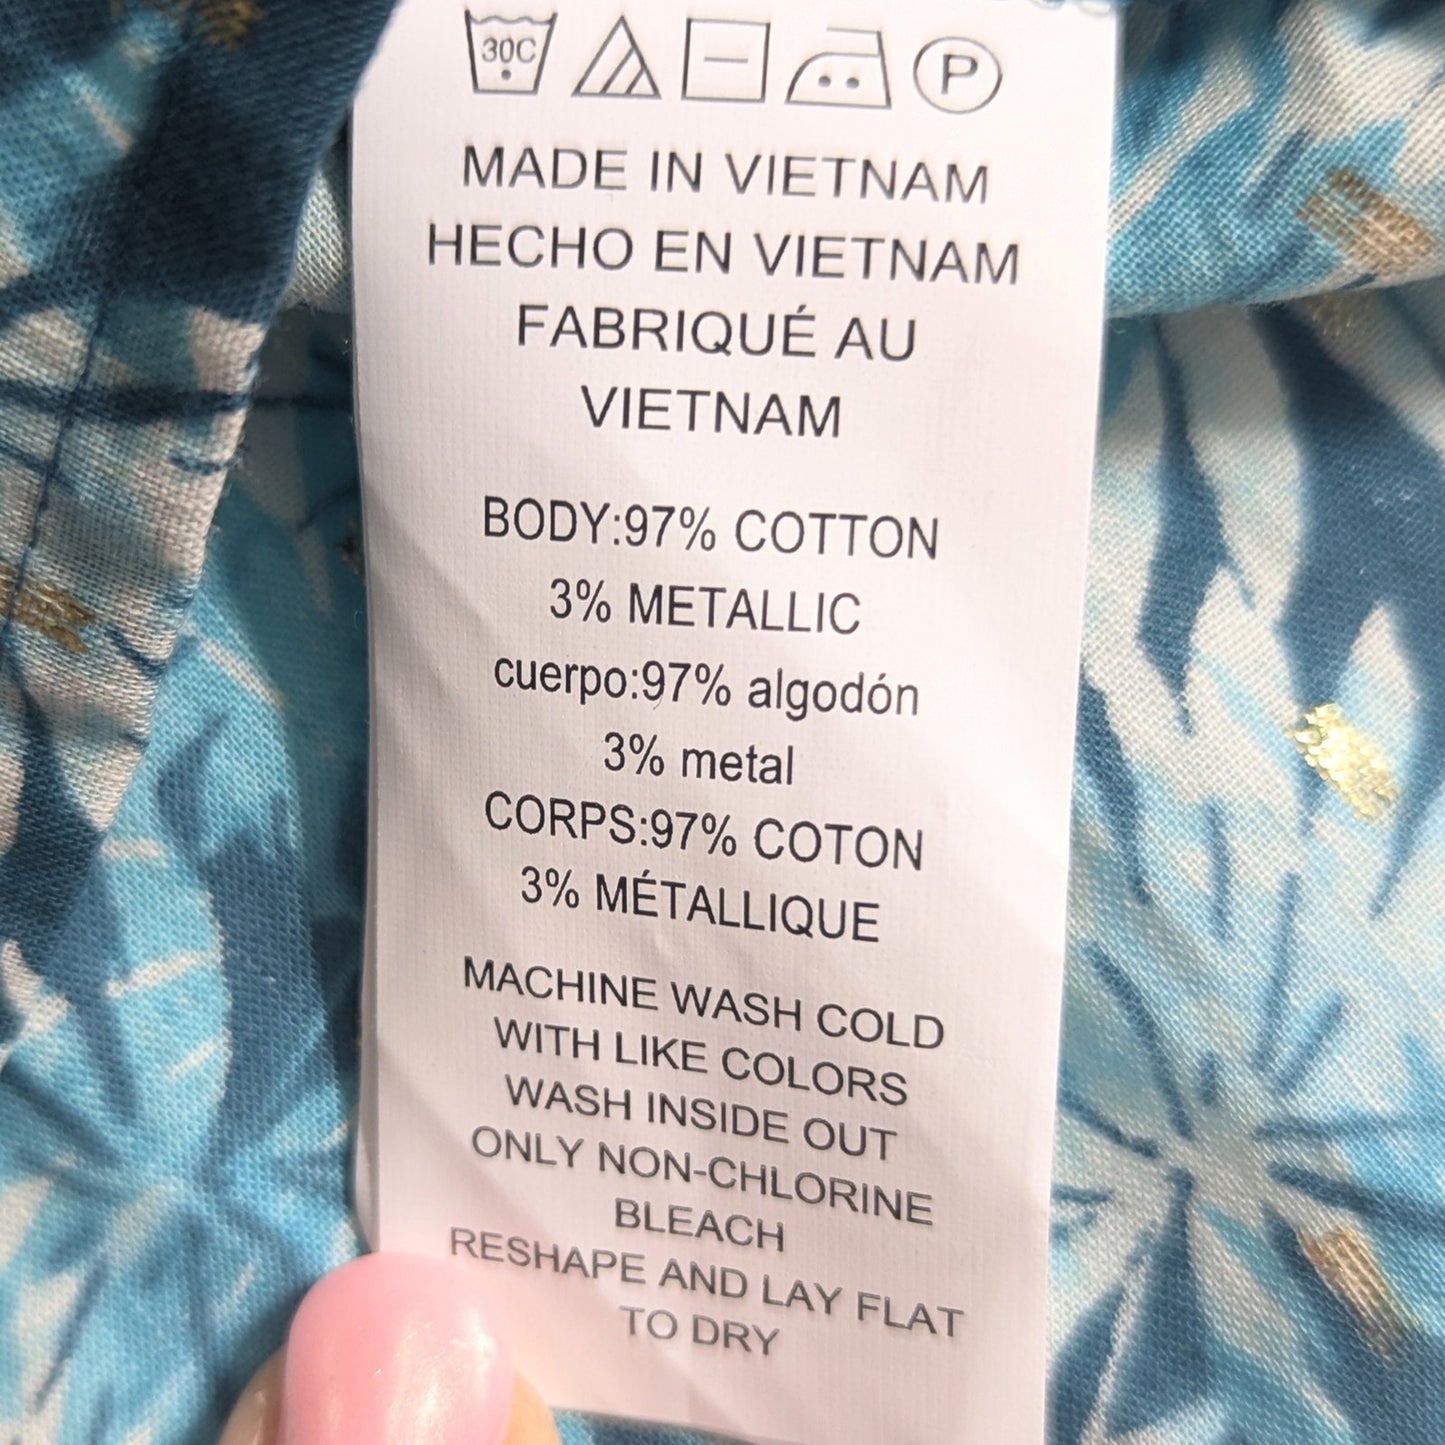 30C P
MADE IN VIETNAM
HECHO EN VIETNAM
FABRIQUÉ AU
VIETNAM
BODY:97% COTTON
3% METALLIC
cuerpo:97% algodón
3% metal
CORPS:97% COTON
3% MÉTALLIQUE
MACHINE WASH COLD
WITH LIKE COLORS
WASH INSIDE OUT
ONLY NON-CHLORINE
BLEACH
RESHAPE AND LAY FLAT
TO DRY